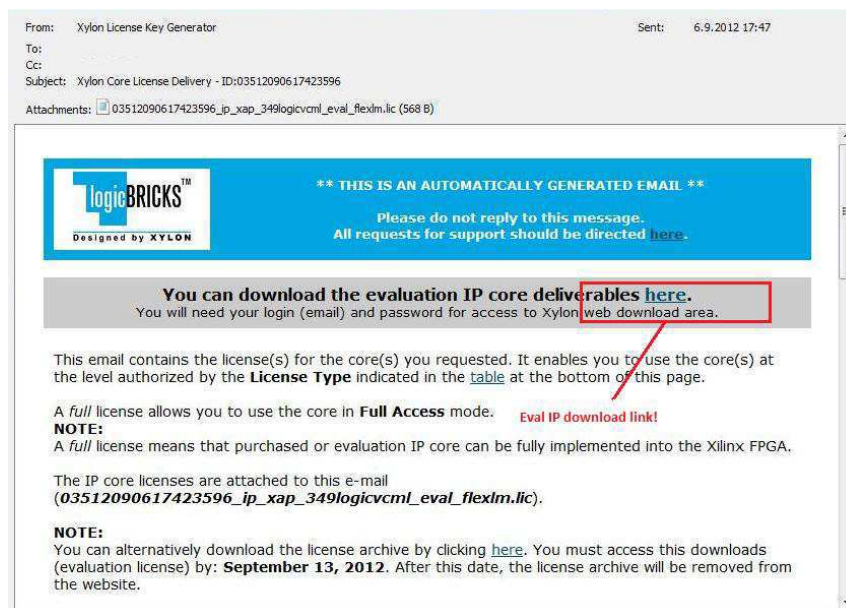 From: Xylon License Key Generator Sent: 6.9.2012 17:47
To:
Cc:
Subject: Xylon Core License Delivery - ID:03512090617423596
Attachments: 03512090617423596_ip_xap_349logicvcml_eval_flexlm.lic (568 B)
logicBRICKS™
Designed by XYLON
** THIS IS AN AUTOMATICALLY GENERATED EMAIL **
Please do not reply to this message.
All requests for support should be directed here.
You can download the evaluation IP core deliverables here.
You will need your login (email) and password for access to Xylon web download area.
This email contains the license(s) for the core(s) you requested. It enables you to use the core(s) at
the level authorized by the License Type indicated in the table at the bottom of this page.
A full license allows you to use the core in Full Access mode.
Eval IP download link!
NOTE:
A full license means that purchased or evaluation IP core can be fully implemented into the Xilinx FPGA.
The IP core licenses are attached to this e-mail
(03512090617423596_ip_xap_349logicvcml_eval_flexlm.lic).
NOTE:
You can alternatively download the license archive by clicking here. You must access this downloads
(evaluation license) by: September 13, 2012. After this date, the license archive will be removed from
the website.